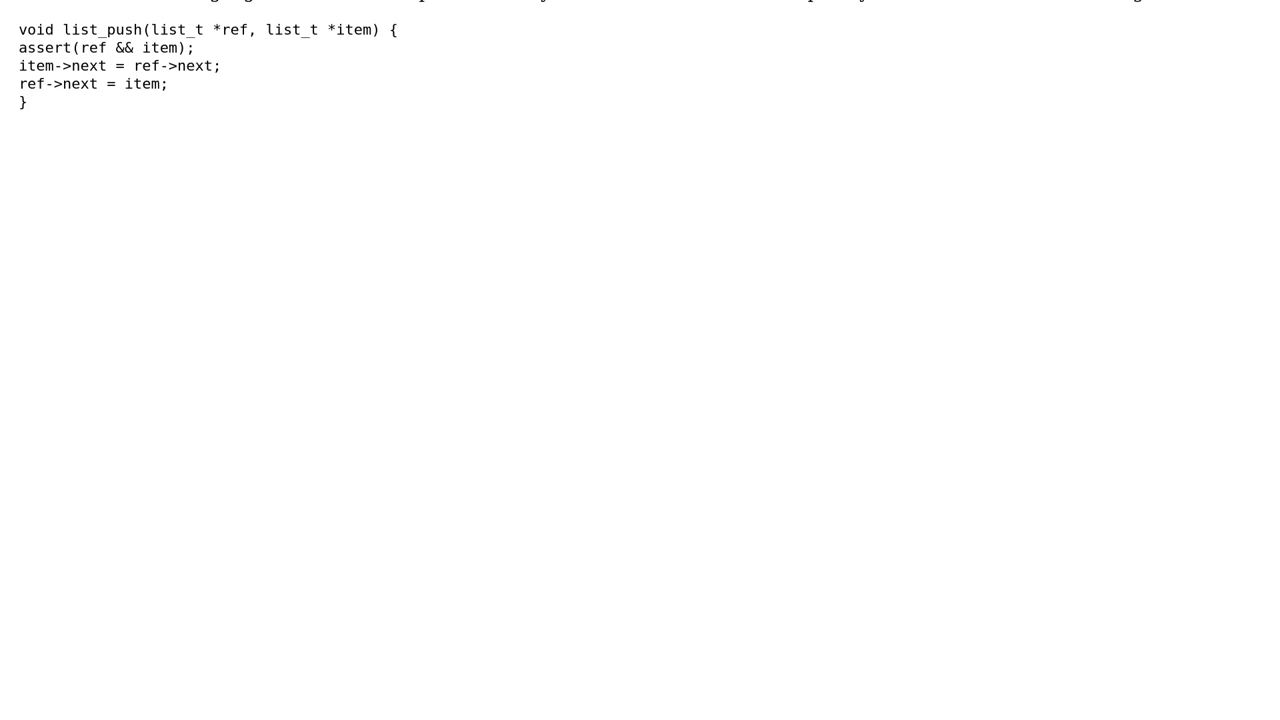 void list_push(list_t *ref, list_t *item) {
assert(ref && item);
item->next = ref->next;
ref->next = item;
}